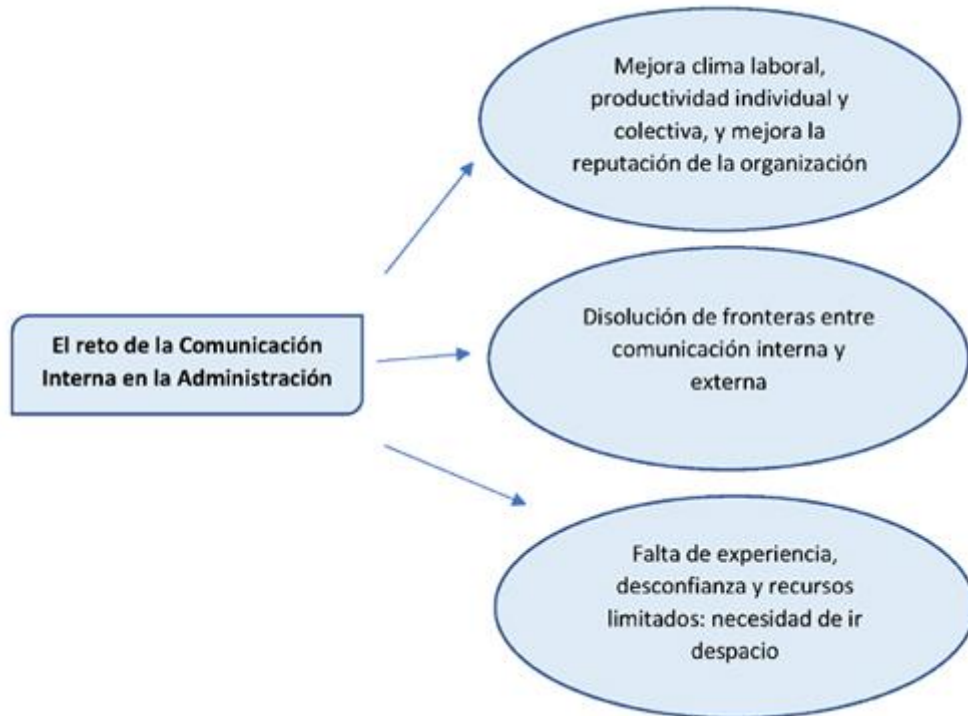 El reto de la Comunicación
Interna en la Administración
Mejora clima laboral,
productividad individual y
colectiva, y mejora la
reputación de la organización
Disolución de fronteras entre
comunicación interna y
externa
Falta de experiencia,
desconfianza y recursos
limitados: necesidad de ir
despacio